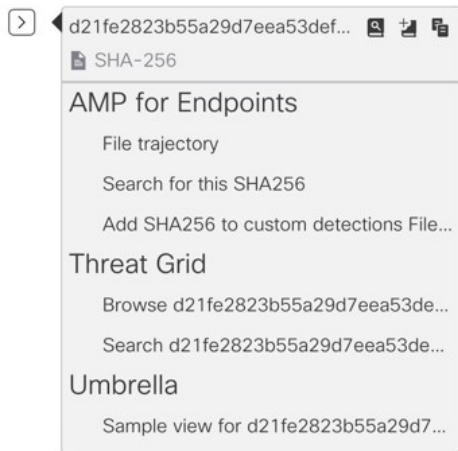 d21fe2823b55a29d7eea53def...
SHA-256
AMP for Endpoints
File trajectory
Search for this SHA256
Add SHA256 to custom detections File...
Threat Grid
Browse d21fe2823b55a29d7eea53de...
Search d21fe2823b55a29d7eea53de...
Umbrella
Sample view for d21fe2823b55a29d7...